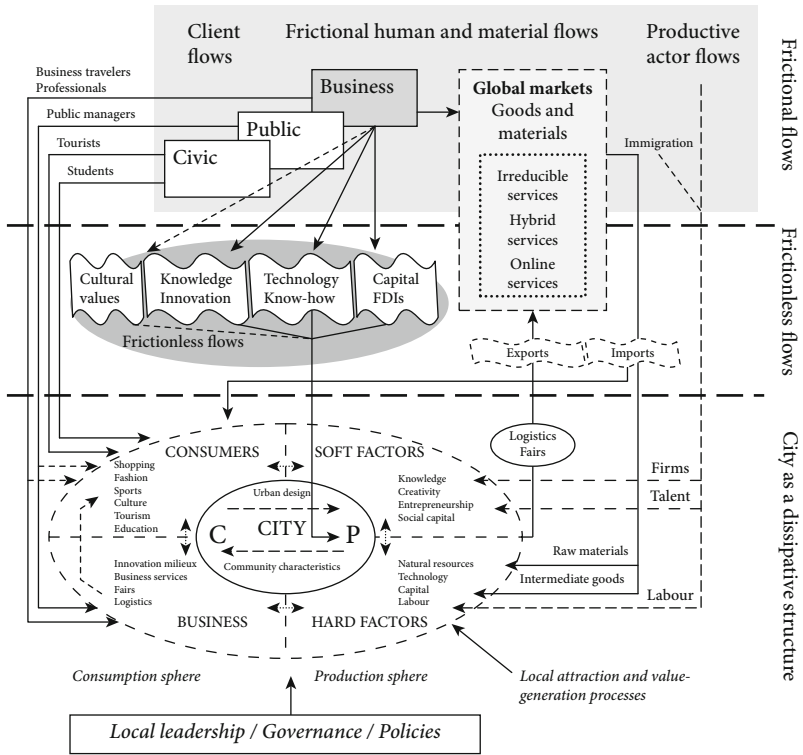 Client
flows
Frictional human and material flows
Productive
actor flows
Frictional flows
Business travelers
Professionals
Public managers
Tourists
Students
Business
Public
Civic
Global markets
Goods and
materials
Irreducible
services
Hybrid
services
Online
services
Immigration
Frictionless flows
Cultural
values
Knowledge
Innovation
Technology
Know-how
Capital
FDIs
Frictionless flows
Exports
Imports
City as a dissipative structure
Logistics
Fairs
CONSUMERS
SOFT FACTORS
Shopping
Fashion
Sports
Culture
Tourism
Education
Knowledge
Creativity
Entrepreneurship
Social capital
Firms
Talent
Urban design
C
CITY
P
Community characteristics
Innovation milieux
Business services
Fairs
Logistics
Natural resources
Technology
Capital
Labour
Raw materials
Intermediate goods
Labour
BUSINESS
HARD FACTORS
Consumption sphere
Production sphere
Local attraction and value-
generation processes
Local leadership / Governance / Policies